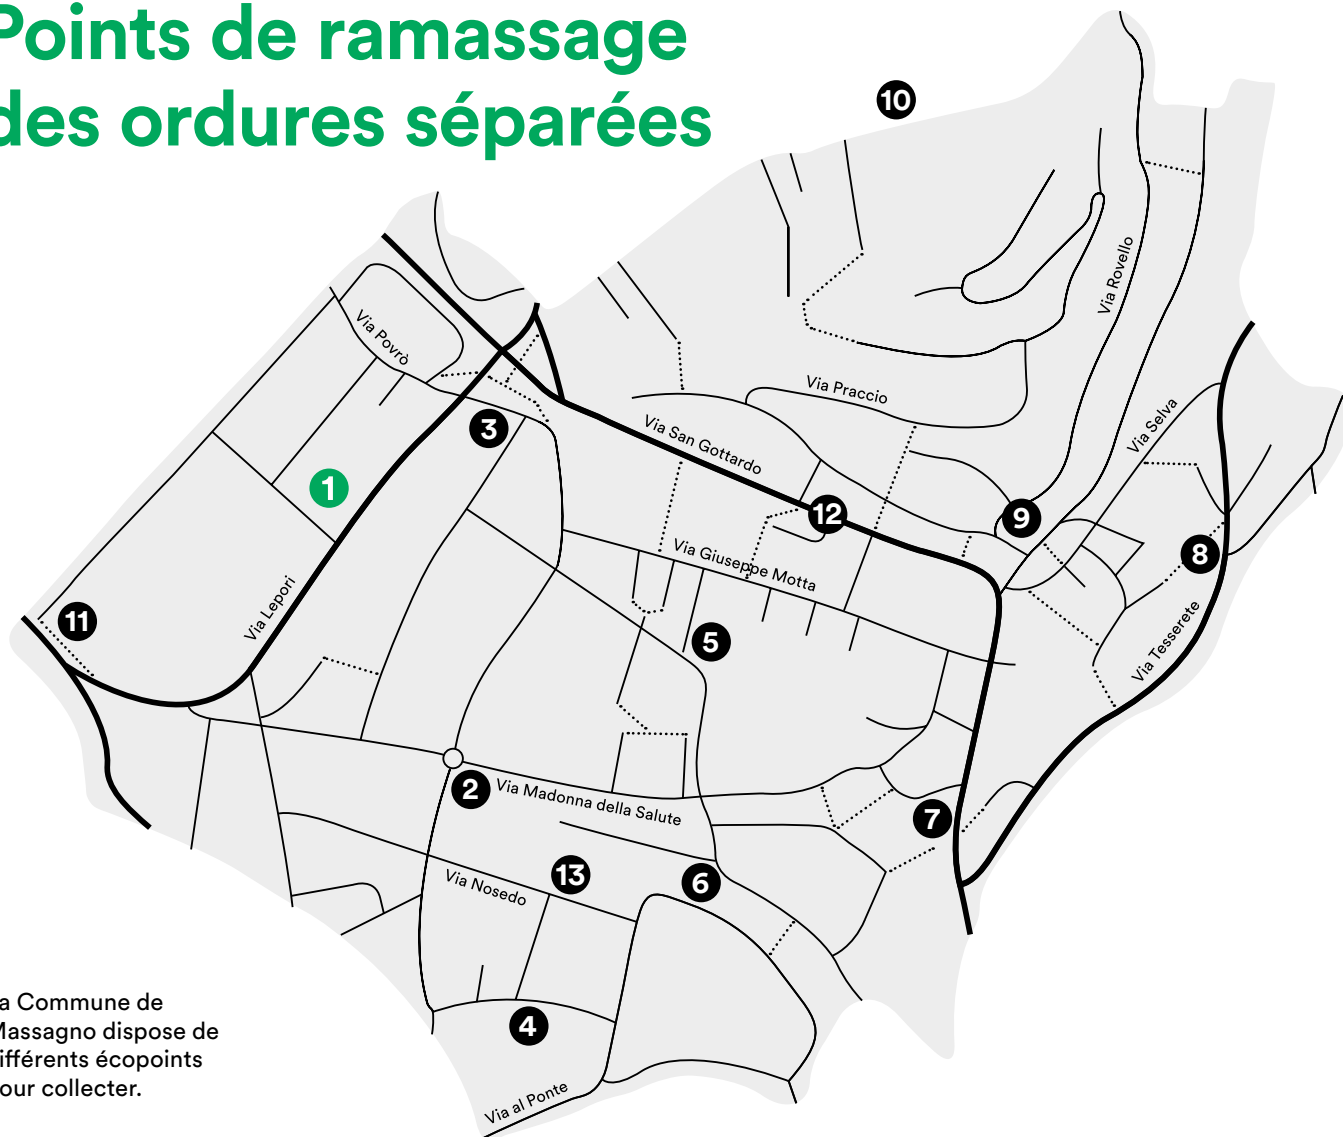 Points de ramassage
des ordures séparées
10
Via Rovello
Via Povrò
Via Praccio
Via Selva
3
Via San Gottardo
1
12
9
8
Via Giuseppe Motta
Via Lepori
11
5
Via Tesserete
2
Via Madonna della Salute
7
13
6
Via Nosedo
4
Via al Ponte
a Commune de
Massagno dispose de
ifférents écopoints
our collecter.